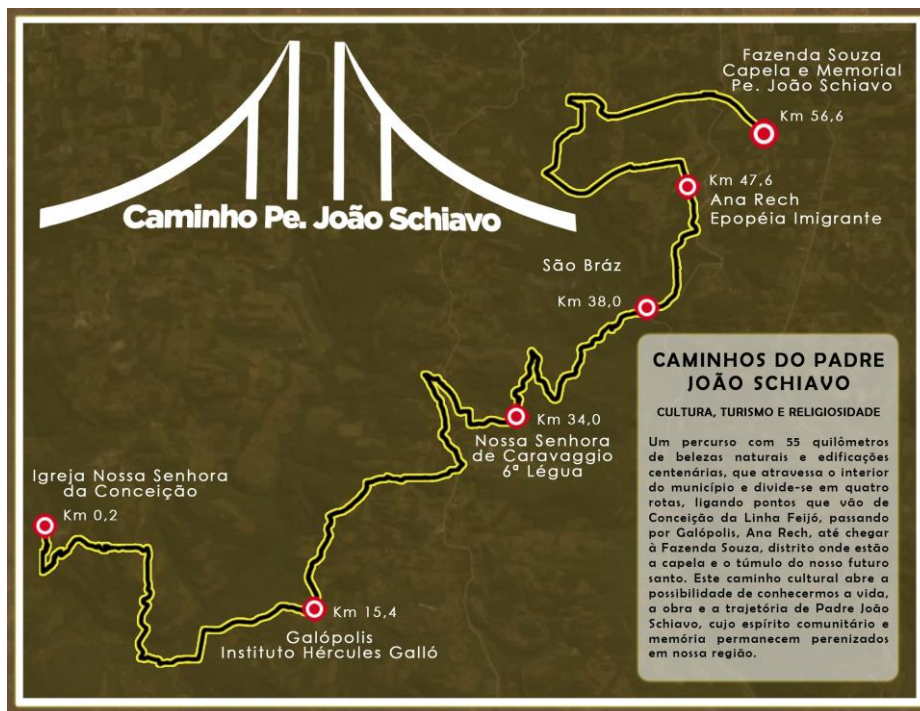 Caminho Pe. João Schiavo
Fazenda Souza
Capela e Memorial
Pe. João Schiavo
Km 56,6
Km 47,6
Ana Rech
Epopéia Imigrante
São Bráz
Km 38,0
Km 34,0
Nossa Senhora
de Caravaggio
6ª Légua
Igreja Nossa Senhora
da Conceição
Km 0,2
Km 15,4
Galópolis
Instituto Hércules Galló
CAMINHOS DO PADRE
JOÃO SCHIAVO
CULTURA, TURISMO E RELIGIOSIDADE
Um percurso com 55 quilômetros
de belezas naturais e edificações
centenárias, que atravessa o interior
do município e divide-se em quatro
rotas, ligando pontos que vão de
Conceição da Linha Feijó, passando
por Galópolis, Ana Rech, até chegar
à Fazenda Souza, distrito onde estão
a capela e o túmulo do nosso futuro
santo. Este caminho cultural abre a
possibilidade de conhecermos a vida,
a obra e a trajetória de Padre João
Schiavo, cujo espírito comunitário e
memória permanecem perenizados
em nossa região.